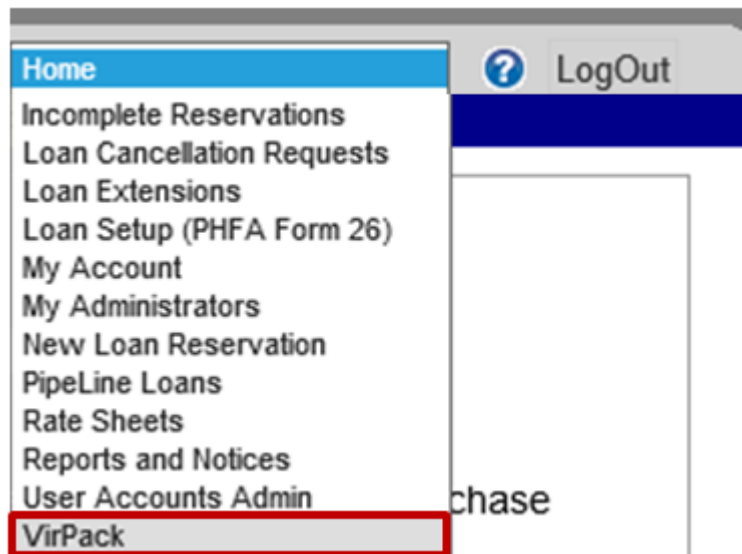 Home
LogOut
Incomplete Reservations
Loan Cancellation Requests
Loan Extensions
Loan Setup (PHFA Form 26)
My Account
My Administrators
New Loan Reservation
PipeLine Loans
Rate Sheets
Reports and Notices
User Accounts Admin
chase
VirPack